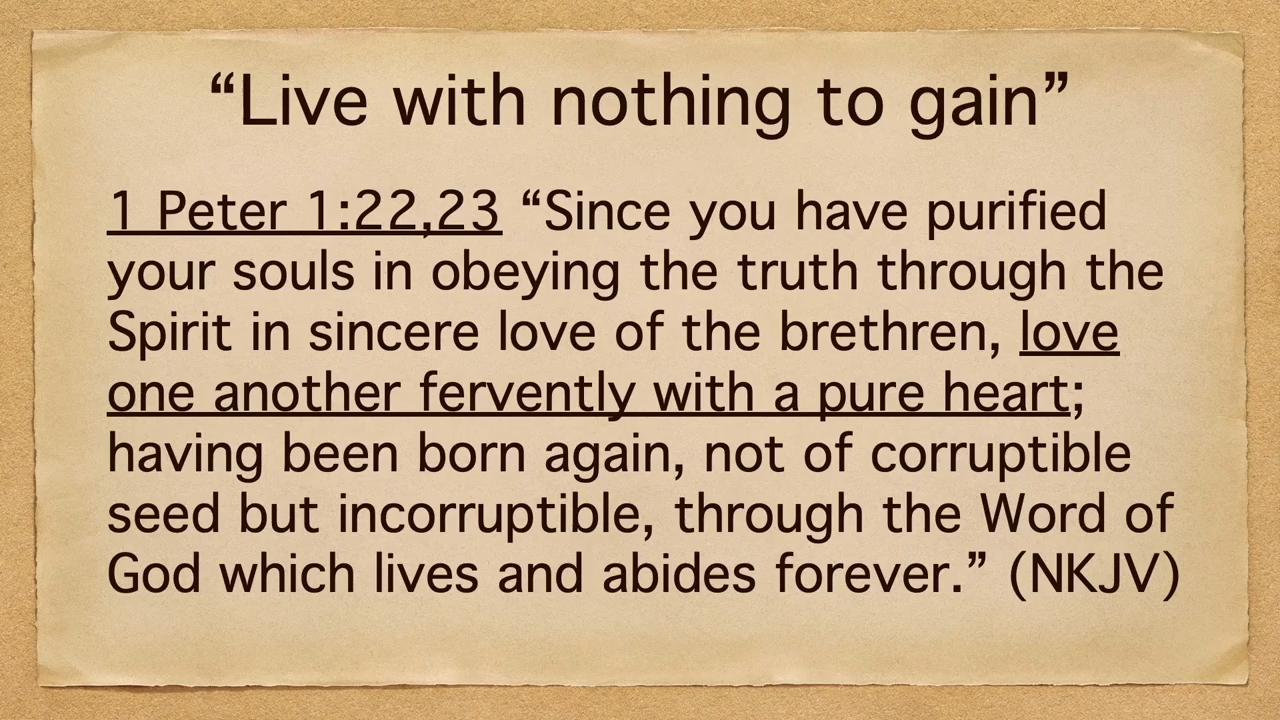 “Live with nothing to gain”
1 Peter 1:22,23 “Since you have purified
your souls in obeying the truth through the
Spirit in sincere love of the brethren, love
one another fervently with a pure heart;
having been born again, not of corruptible
seed but incorruptible, through the Word of
God which lives and abides forever.” (NKJV)